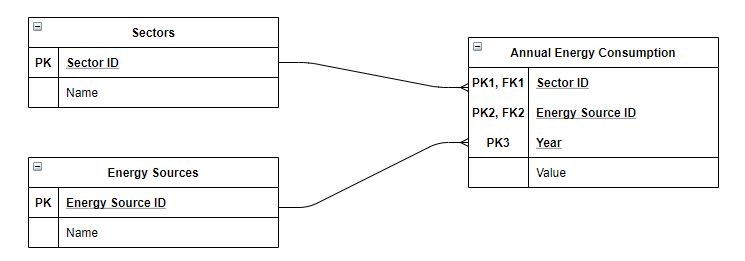 Sectors
PK Sector ID
Name
Energy Sources
PK Energy Source ID
Name
Annual Energy Consumption
PK1, FK1 Sector ID
PK2, FK2 Energy Source ID
PK3 Year
Value